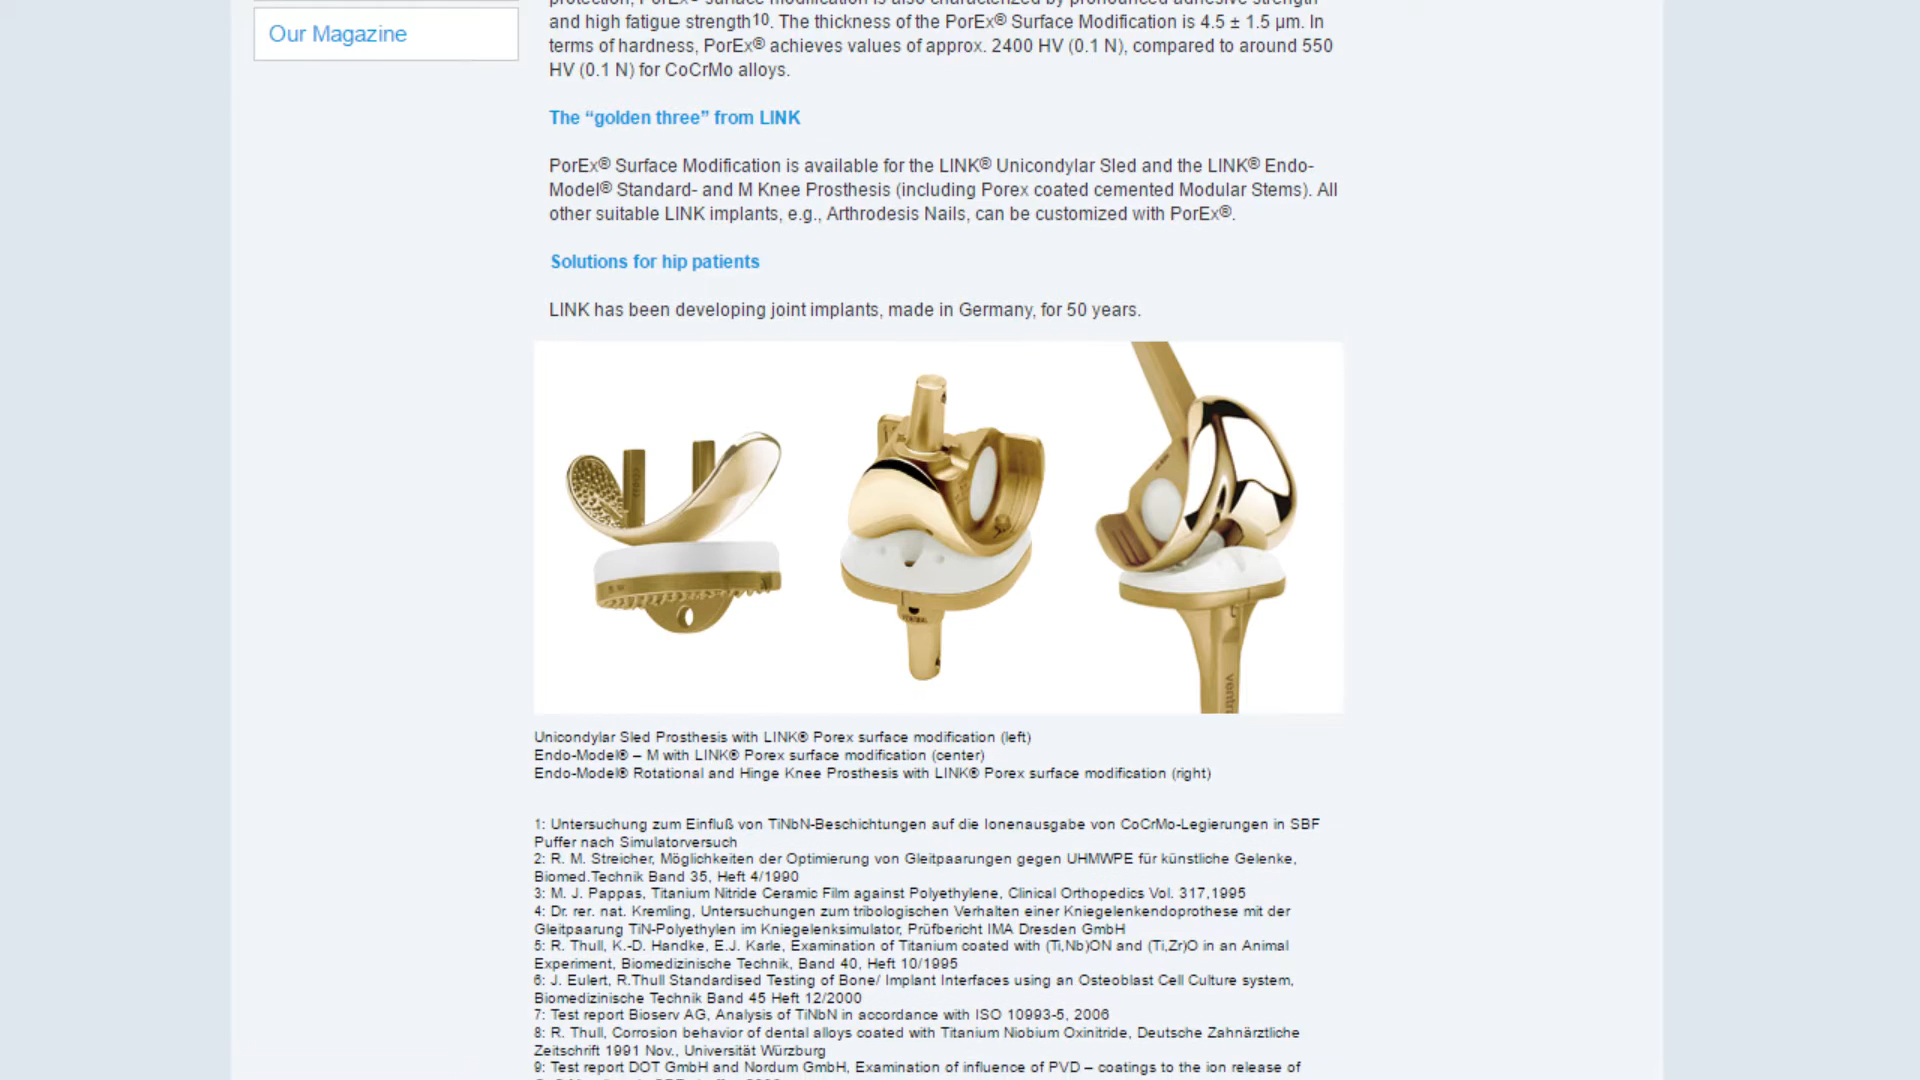 Our Magazine
and high fatigue strength10. The thickness of the PorEx® Surface Modification is 4.5 ± 1.5 µm. In
terms of hardness, PorEx® achieves values of approx. 2400 HV (0.1 N), compared to around 550
HV (0.1 N) for CoCrMo alloys.
The “golden three” from LINK
PorEx® Surface Modification is available for the LINK® Unicondylar Sled and the LINK® Endo-
Model® Standard- and M Knee Prosthesis (including Porex coated cemented Modular Stems). All
other suitable LINK implants, e.g., Arthrodesis Nails, can be customized with PorEx®.
Solutions for hip patients
LINK has been developing joint implants, made in Germany, for 50 years.
Unicondylar Sled Prosthesis with LINK® Porex surface modification (left)
Endo-Model® – M with LINK® Porex surface modification (center)
Endo-Model® Rotational and Hinge Knee Prosthesis with LINK® Porex surface modification (right)
1: Untersuchung zum Einfluß von TiNbN-Beschichtungen auf die Ionenausgabe von CoCrMo-Legierungen in SBF
Puffer nach Simulatorversuch
2: R. M. Streicher, Möglichkeiten der Optimierung von Gleitpaarungen gegen UHMWPE für künstliche Gelenke,
Biomed.Technik Band 35, Heft 4/1990
3: M. J. Pappas, Titanium Nitride Ceramic Film against Polyethylene, Clinical Orthopedics Vol. 317,1995
4: Dr. rer. nat. Kremling, Untersuchungen zum tribologischen Verhalten einer Kniegelenkendoprothese mit der
Gleitpaarung TiN-Polyethylen im Kniegelenksimulator, Prüfbericht IMA Dresden GmbH
5: R. Thull, K.-D. Handke, E.J. Karle, Examination of Titanium coated with (Ti,Nb)ON and (Ti,Zr)O in an Animal
Experiment, Biomedizinische Technik, Band 40, Heft 10/1995
6: J. Eulert, R.Thull Standardised Testing of Bone/ Implant Interfaces using an Osteoblast Cell Culture system,
Biomedizinische Technik Band 45 Heft 12/2000
7: Test report Bioserv AG, Analysis of TiNbN in accordance with ISO 10993-5, 2006
8: R. Thull, Corrosion behavior of dental alloys coated with Titanium Niobium Oxinitride, Deutsche Zahnärztliche
Zeitschrift 1991 Nov., Universität Würzburg
9: Test report DOT GmbH and Nordum GmbH, Examination of influence of PVD – coatings to the ion release of